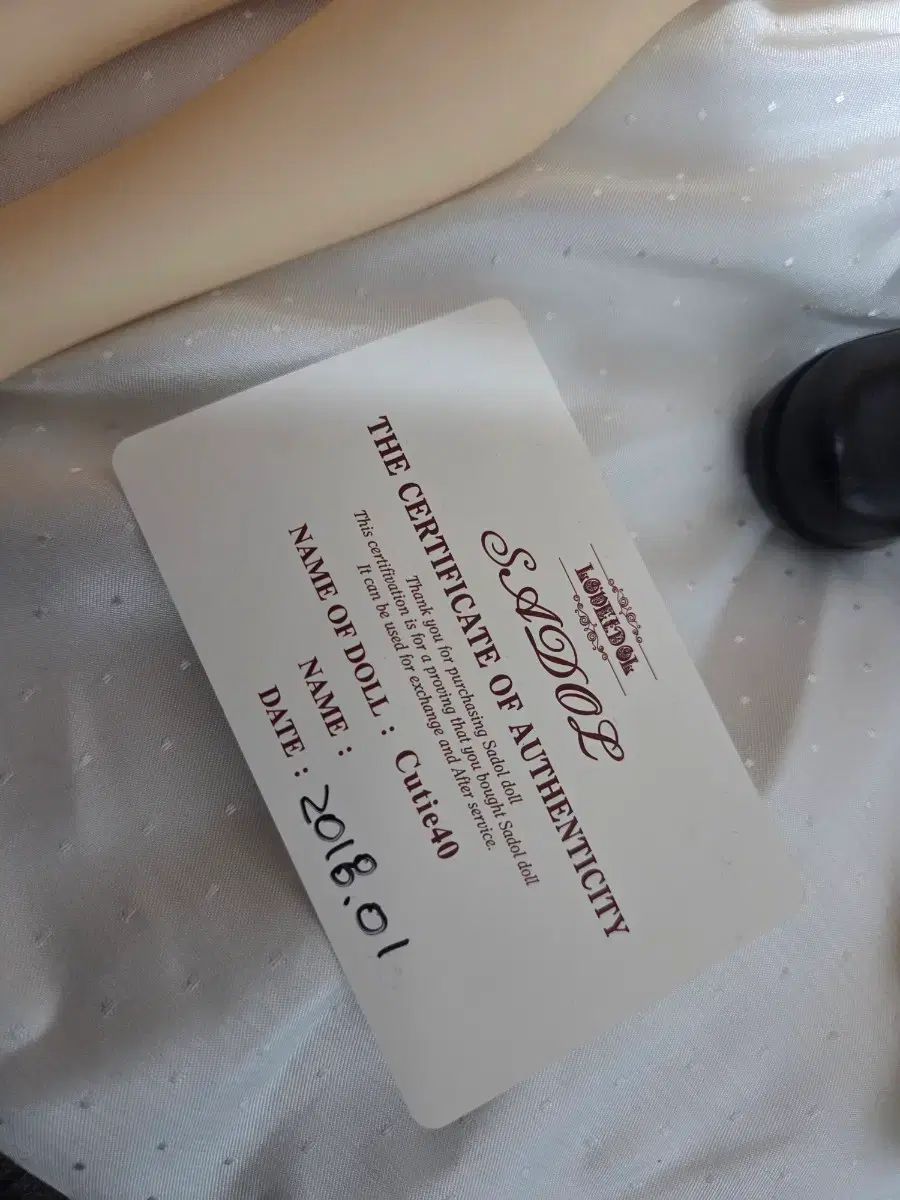 LODEEDOL
SADOL
THE CERTIFICATE OF AUTHENTICITY
Thank you for purchasing Sadol doll
This certifivation is for a proving that you bought Sadol doll
It can be used for exchange and After service.
NAME OF DOLL : Cutie40
NAME :
DATE : 2018.01